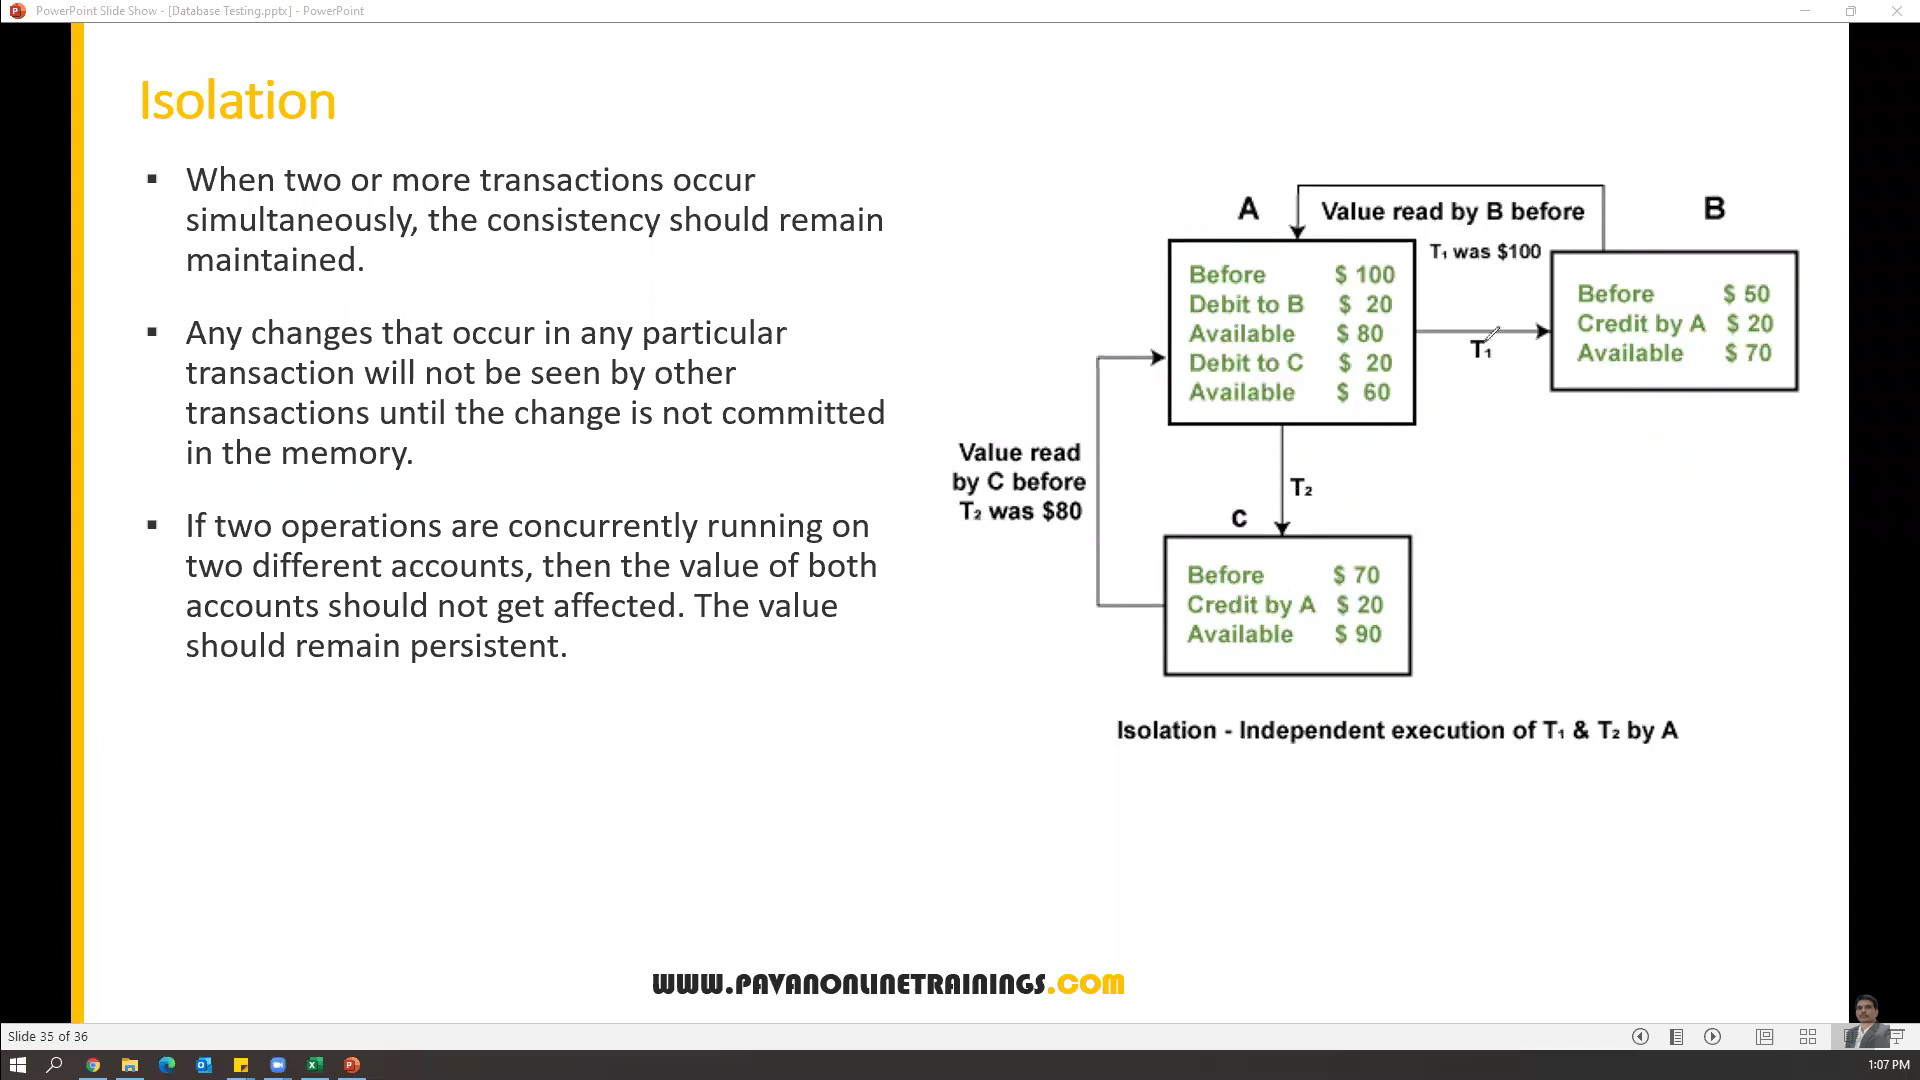 PowerPoint Slide Show - [Database Testing.pptx] - PowerPoint
Isolation
▪ When two or more transactions occur
simultaneously, the consistency should remain
maintained.
▪ Any changes that occur in any particular
transaction will not be seen by other
transactions until the change is not committed
in the memory.
▪ If two operations are concurrently running on
two different accounts, then the value of both
accounts should not get affected. The value
should remain persistent.
A
Value read by B before
T₁ was $100
B
Before $ 100
Debit to B $ 20
Available $ 80
Debit to C $ 20
Available $ 60
T₁
Before $ 50
Credit by A $ 20
Available $ 70
Value read
by C before
T₂ was $80
T₂
C
Before $ 70
Credit by A $ 20
Available $ 90
Isolation - Independent execution of T₁ & T₂ by A
WWW.PAVANONLINETRAININGS.COM
Slide 35 of 36
1:07 PM